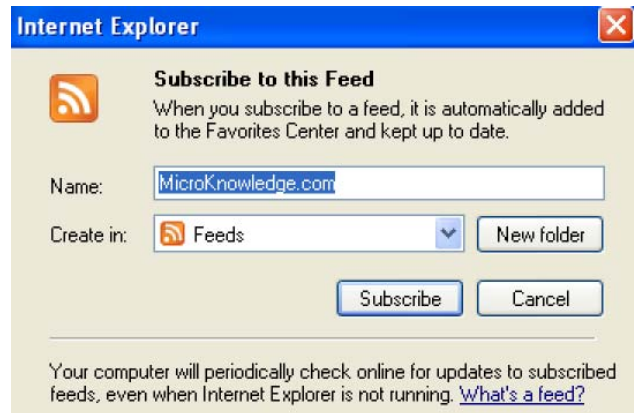 Internet Explorer
Subscribe to this Feed
When you subscribe to a feed, it is automatically added
to the Favorites Center and kept up to date.
Name: MicroKnowledge.com
Create in: Feeds New folder
Subscribe Cancel
Your computer will periodically check online for updates to subscribed
feeds, even when Internet Explorer is not running. What's a feed?